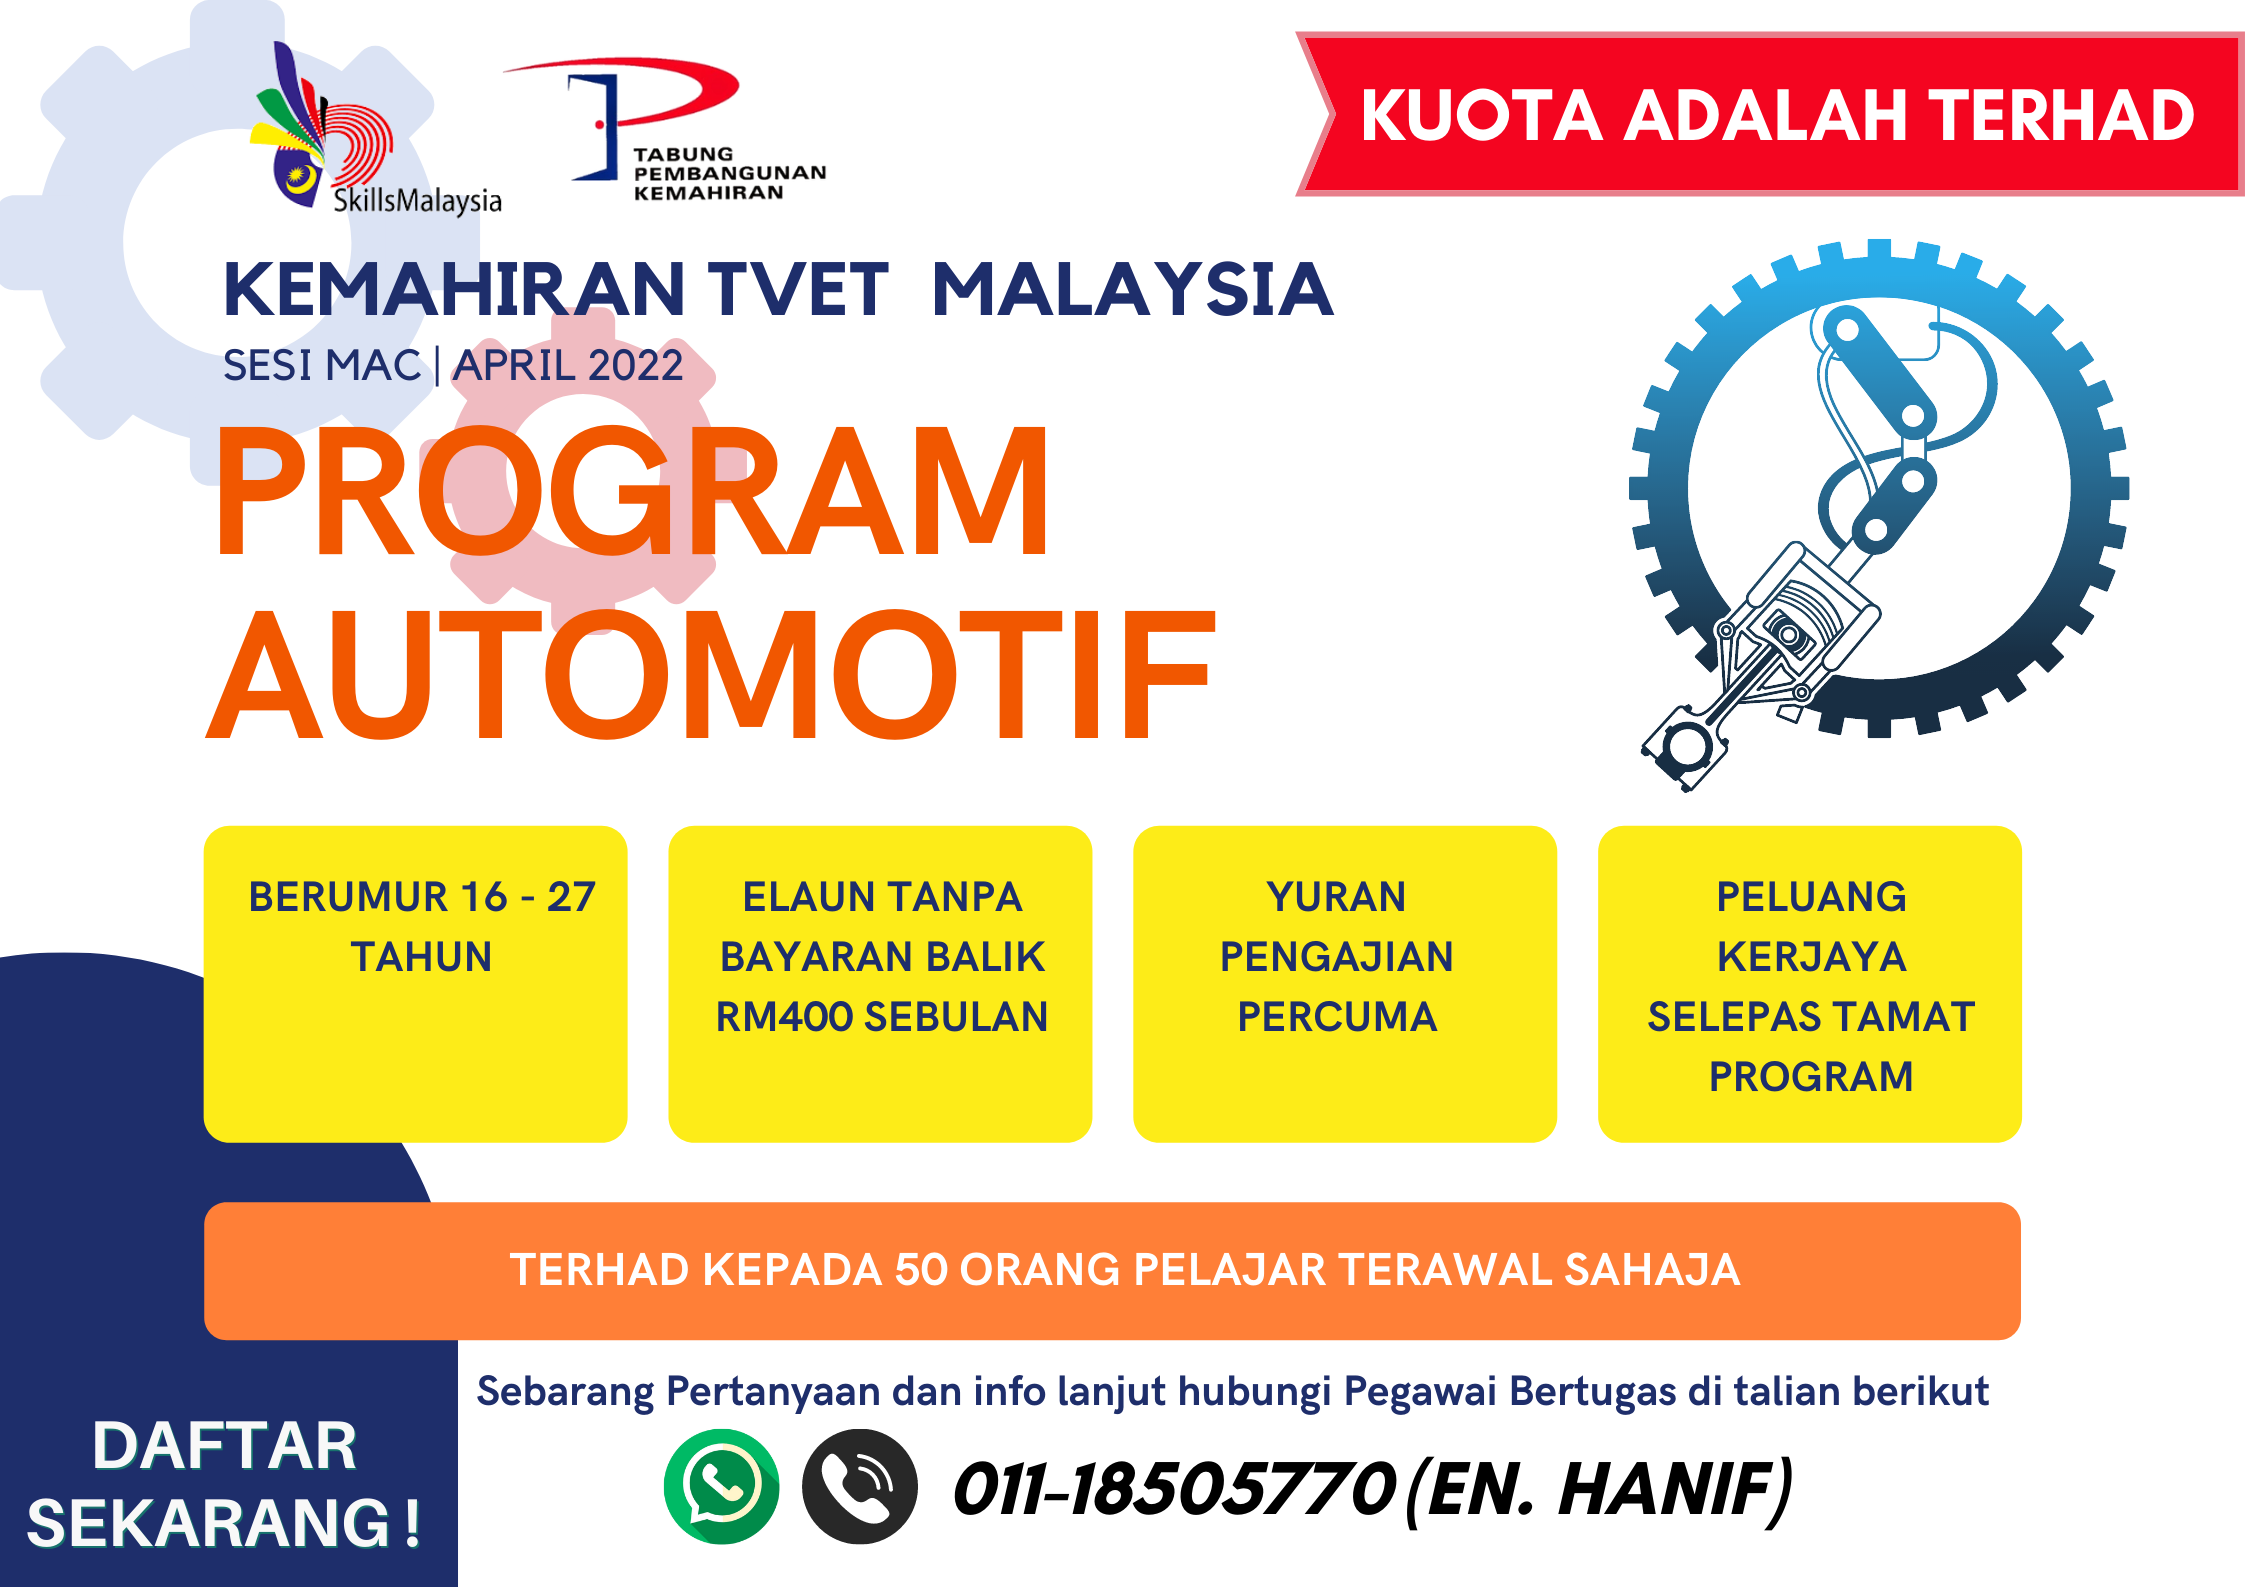 SkillsMalaysia
TABUNG
PEMBANGUNAN
KEMAHIRAN
KUOTA ADALAH TERHAD
KEMAHIRAN TVET MALAYSIA
SESI MAC | APRIL 2022
PROGRAM
AUTOMOTIF
BERUMUR 16 - 27
TAHUN
ELAUN TANPA
BAYARAN BALIK
RM400 SEBULAN
YURAN
PENGAJIAN
PERCUMA
PELUANG
KERJAYA
SELEPAS TAMAT
PROGRAM
TERHAD KEPADA 50 ORANG PELAJAR TERAWAL SAHAJA
Sebarang Pertanyaan dan info lanjut hubungi Pegawai Bertugas di talian berikut
011-18505770 (EN. HANIF)
DAFTAR
SEKARANG !